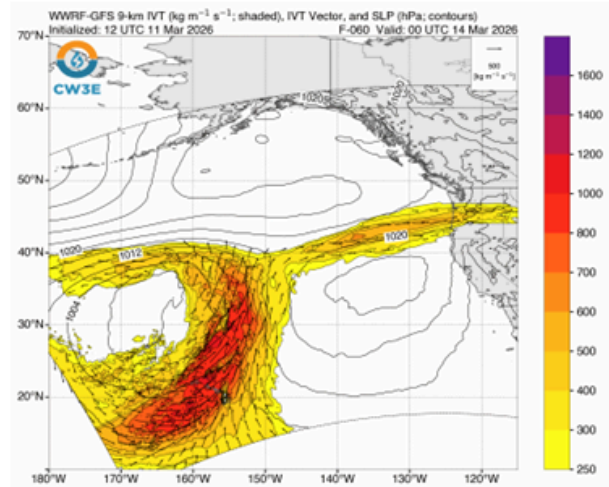 WWRF-GFS 9-km IVT (kg m⁻¹ s⁻¹; shaded), IVT Vector, and SLP (hPa; contours)
Initialized: 12 UTC 11 Mar 2026 F-060 Valid: 00 UTC 14 Mar 2026
70°N
CW3E
500
[kg m⁻¹ s⁻¹]
1600
1400
1200
1000
800
700
600
500
400
300
250
60°N
1020
50°N
1020
1012
40°N
1020
1004
30°N
20°N
180°W 170°W 160°W 150°W 140°W 130°W 120°W